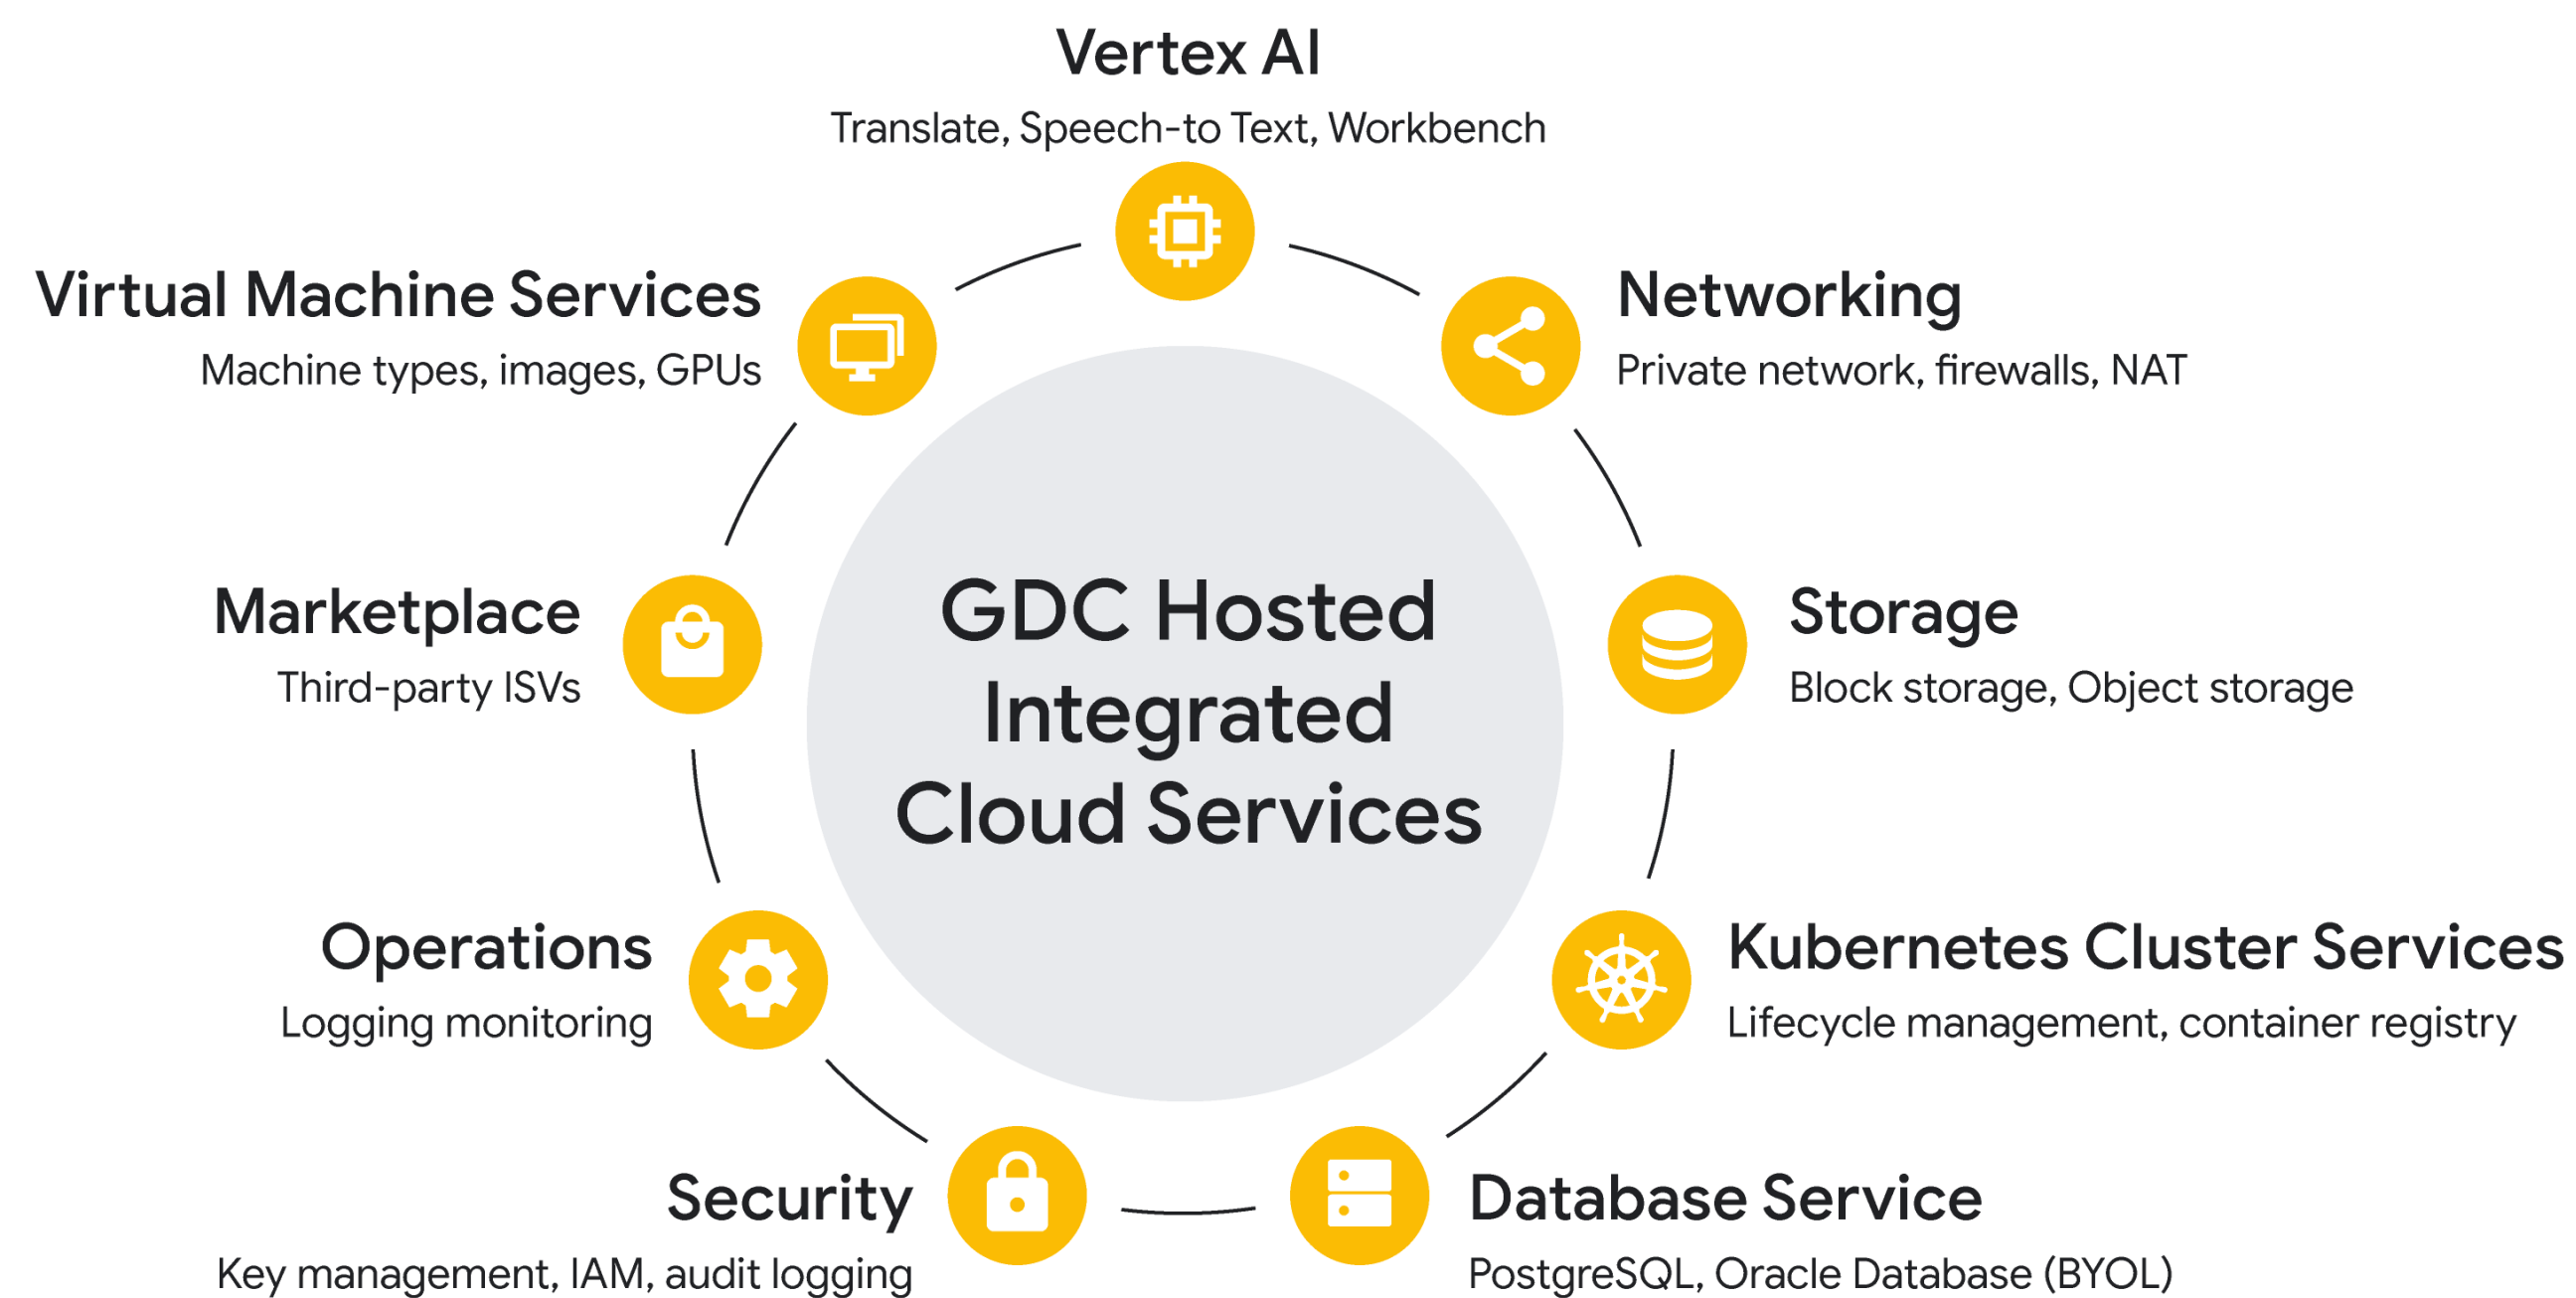 Vertex AI
Translate, Speech-to Text, Workbench
Virtual Machine Services
Machine types, images, GPUs
Networking
Private network, firewalls, NAT
Marketplace
Third-party ISVs
GDC Hosted
Integrated
Cloud Services
Storage
Block storage, Object storage
Operations
Logging monitoring
Kubernetes Cluster Services
Lifecycle management, container registry
Security
Key management, IAM, audit logging
Database Service
PostgreSQL, Oracle Database (BYOL)